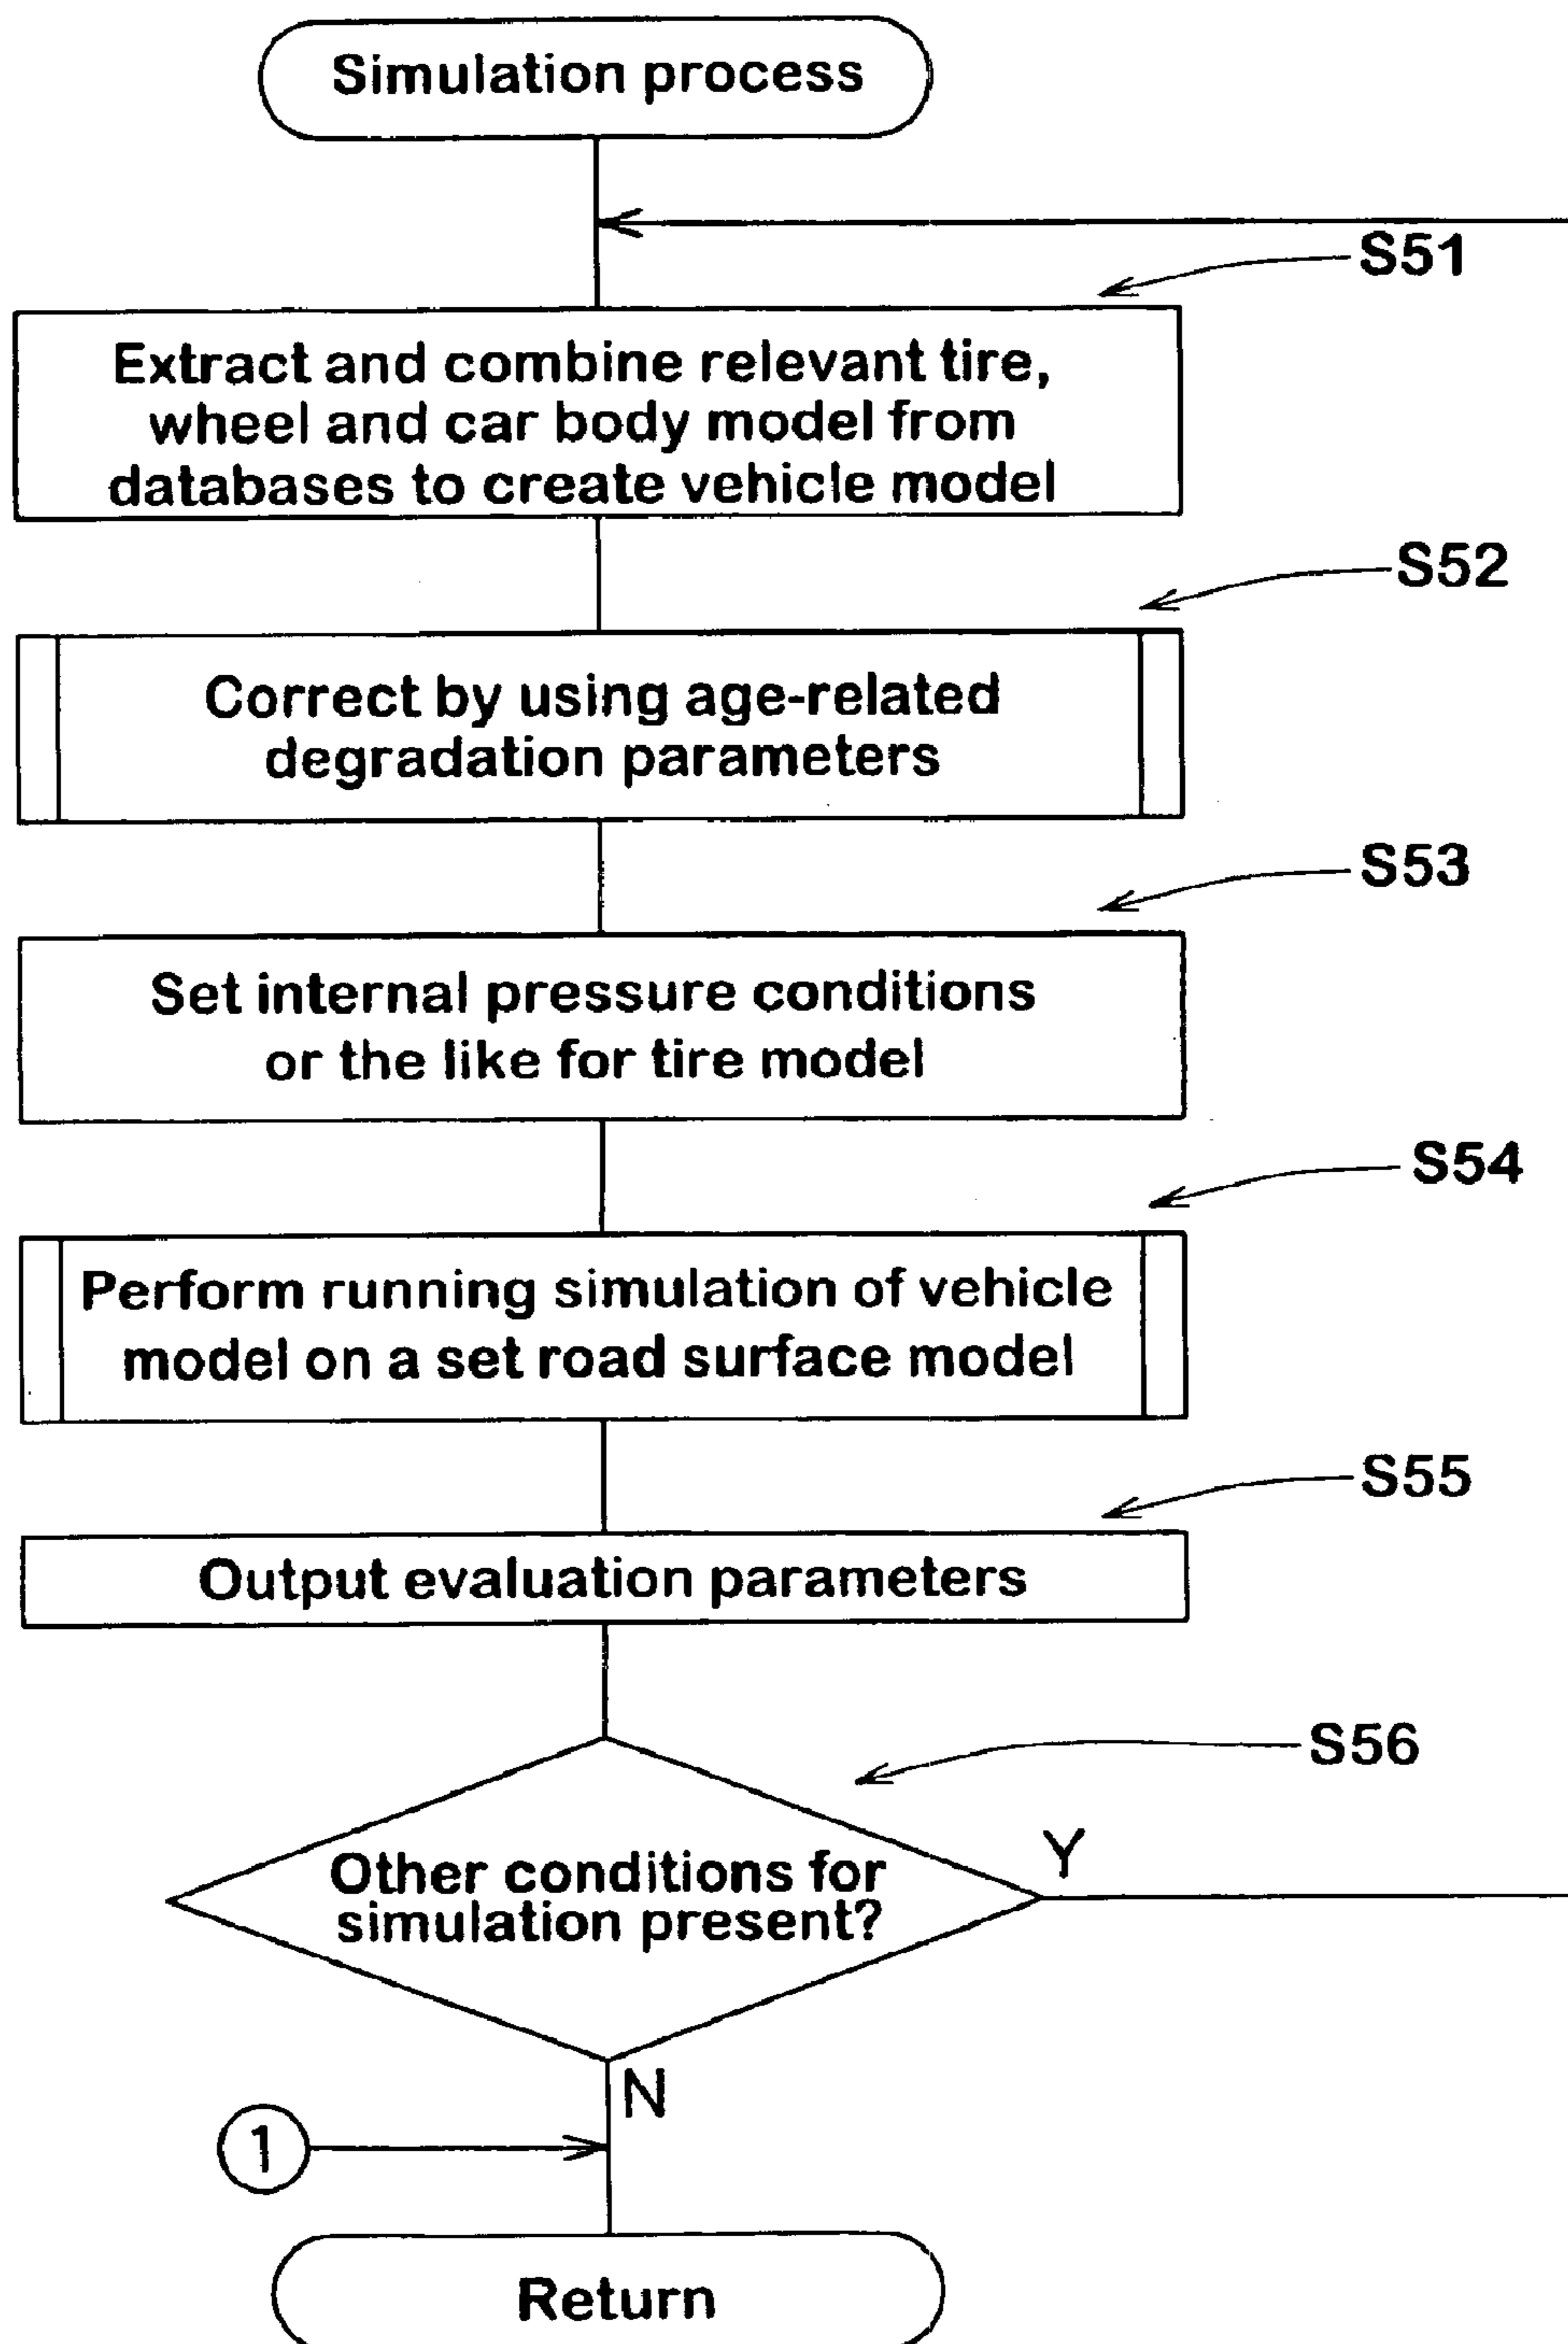 Simulation process
S51
Extract and combine relevant tire,
wheel and car body model from
databases to create vehicle model
S52
Correct by using age-related
degradation parameters
S53
Set internal pressure conditions
or the like for tire model
S54
Perform running simulation of vehicle
model on a set road surface model
S55
Output evaluation parameters
S56
Other conditions for
simulation present?
Y
N
1
Return